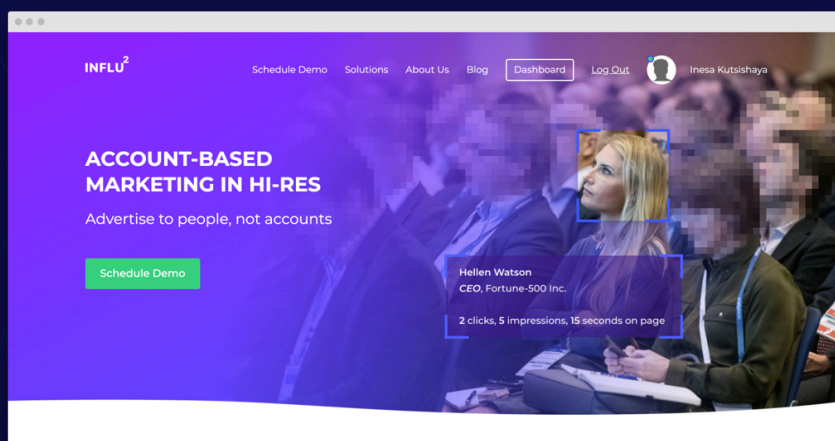 INFLU2
Schedule Demo Solutions About Us Blog Dashboard Log Out Inesa Kutsishaya
ACCOUNT-BASED
MARKETING IN HI-RES
Advertise to people, not accounts
Schedule Demo
Hellen Watson
CEO, Fortune-500 Inc.
2 clicks, 5 impressions, 15 seconds on page